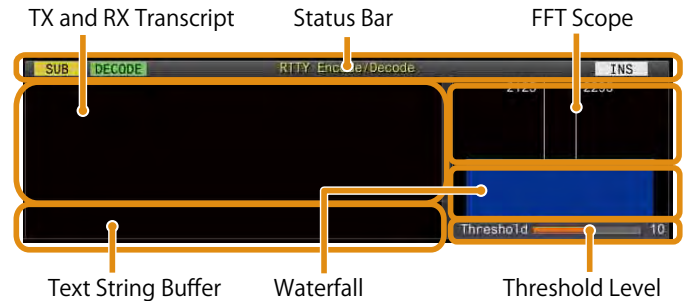 TX and RX Transcript Status Bar FFT Scope
SUB DECODE RTTY Encode/Decode INS
2125 2295
Threshold 10
Text String Buffer Waterfall Threshold Level